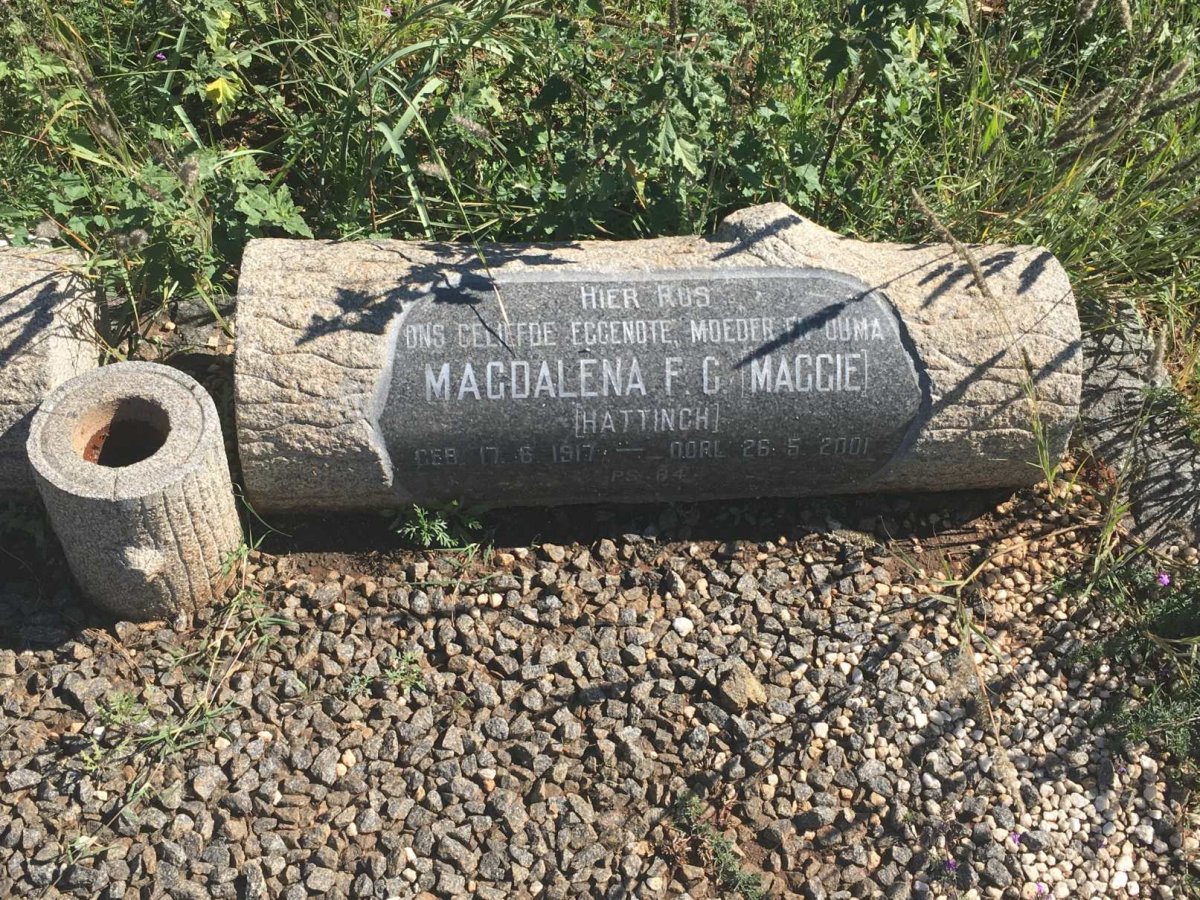 HIER RUS
ONS GELIEFDE EGGENOTE, MOEDER EN OUMA
MAGDALENA F. G. [MAGGIE]
[HATTINGH]
GEB. 17. 6. 1917 — OORL. 26. 5. 2001.
PS. 84.